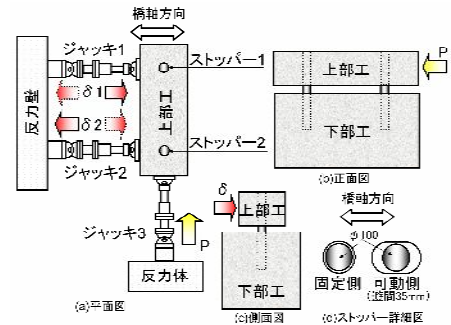 橋軸方向
ジャッキ1
ストッパー1
反力壁
δ1
上部工
δ2
ストッパー2
ジャッキ2
ジャッキ3
P
反力体
(a)平面図
P
上部工
下部工
(b)正面図
δ
上部工
下部工
(c)側面図
橋軸方向
φ100
固定側
可動側
(遊間35mm)
(d)ストッパー詳細図